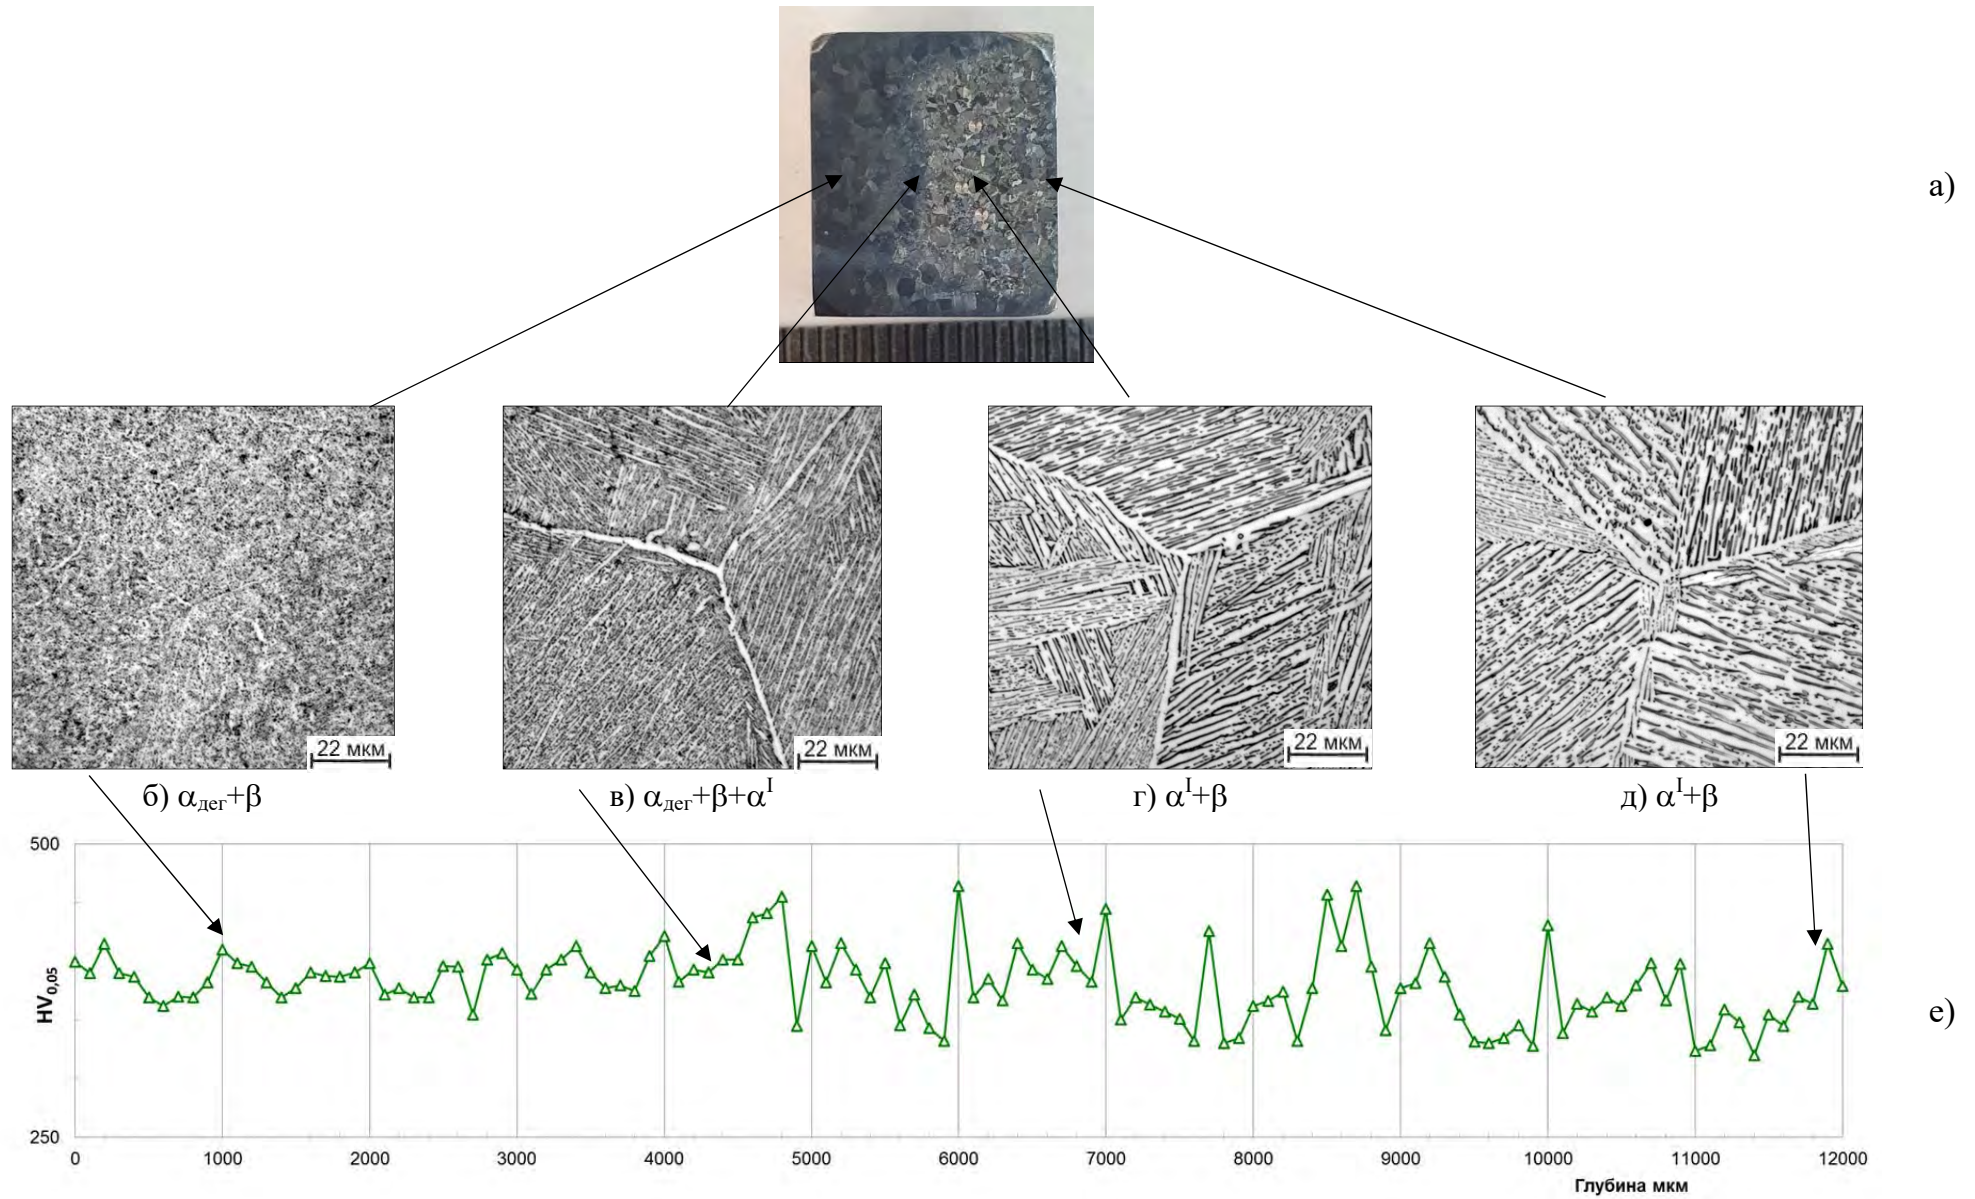 а)
22 мкм
22 мкм
22 мкм
22 мкм
б) αдег+β
в) αдег+β+αI
г) αI+β
д) αI+β
500
HV0,05
е)
250
0 1000 2000 3000 4000 5000 6000 7000 8000 9000 10000 11000 12000
Глубина мкм